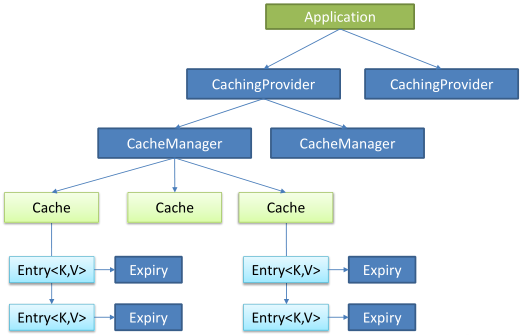 Application
CachingProvider
CachingProvider
CacheManager
CacheManager
Cache
Cache
Cache
Entry<K,V>
Expiry
Entry<K,V>
Expiry
Entry<K,V>
Expiry
Entry<K,V>
Expiry